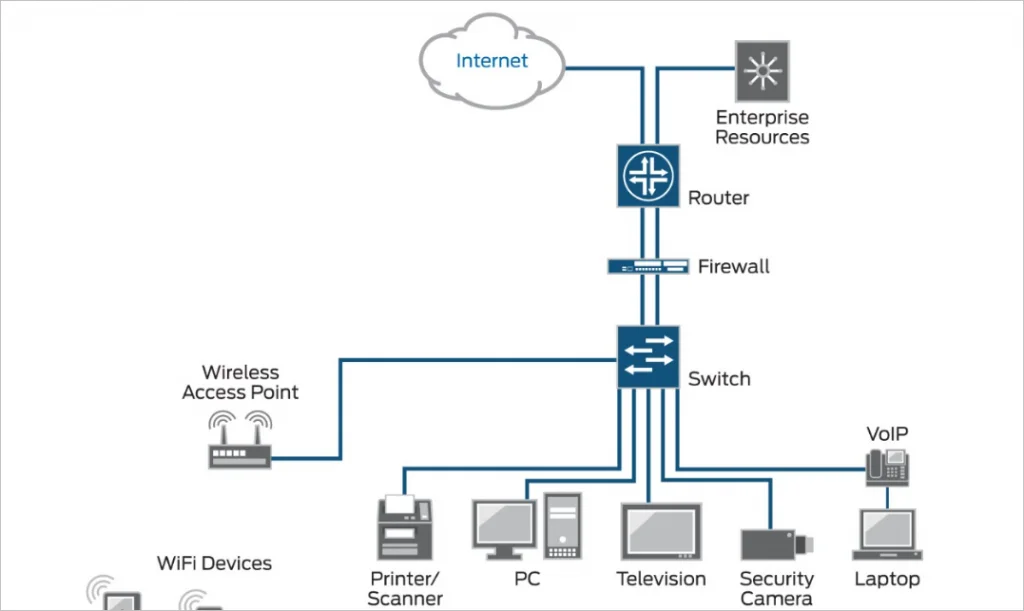 Internet
Enterprise
Resources
Router
Firewall
Switch
Wireless
Access Point
VoIP
WiFi Devices
Printer/
Scanner
PC
Television
Security
Camera
Laptop